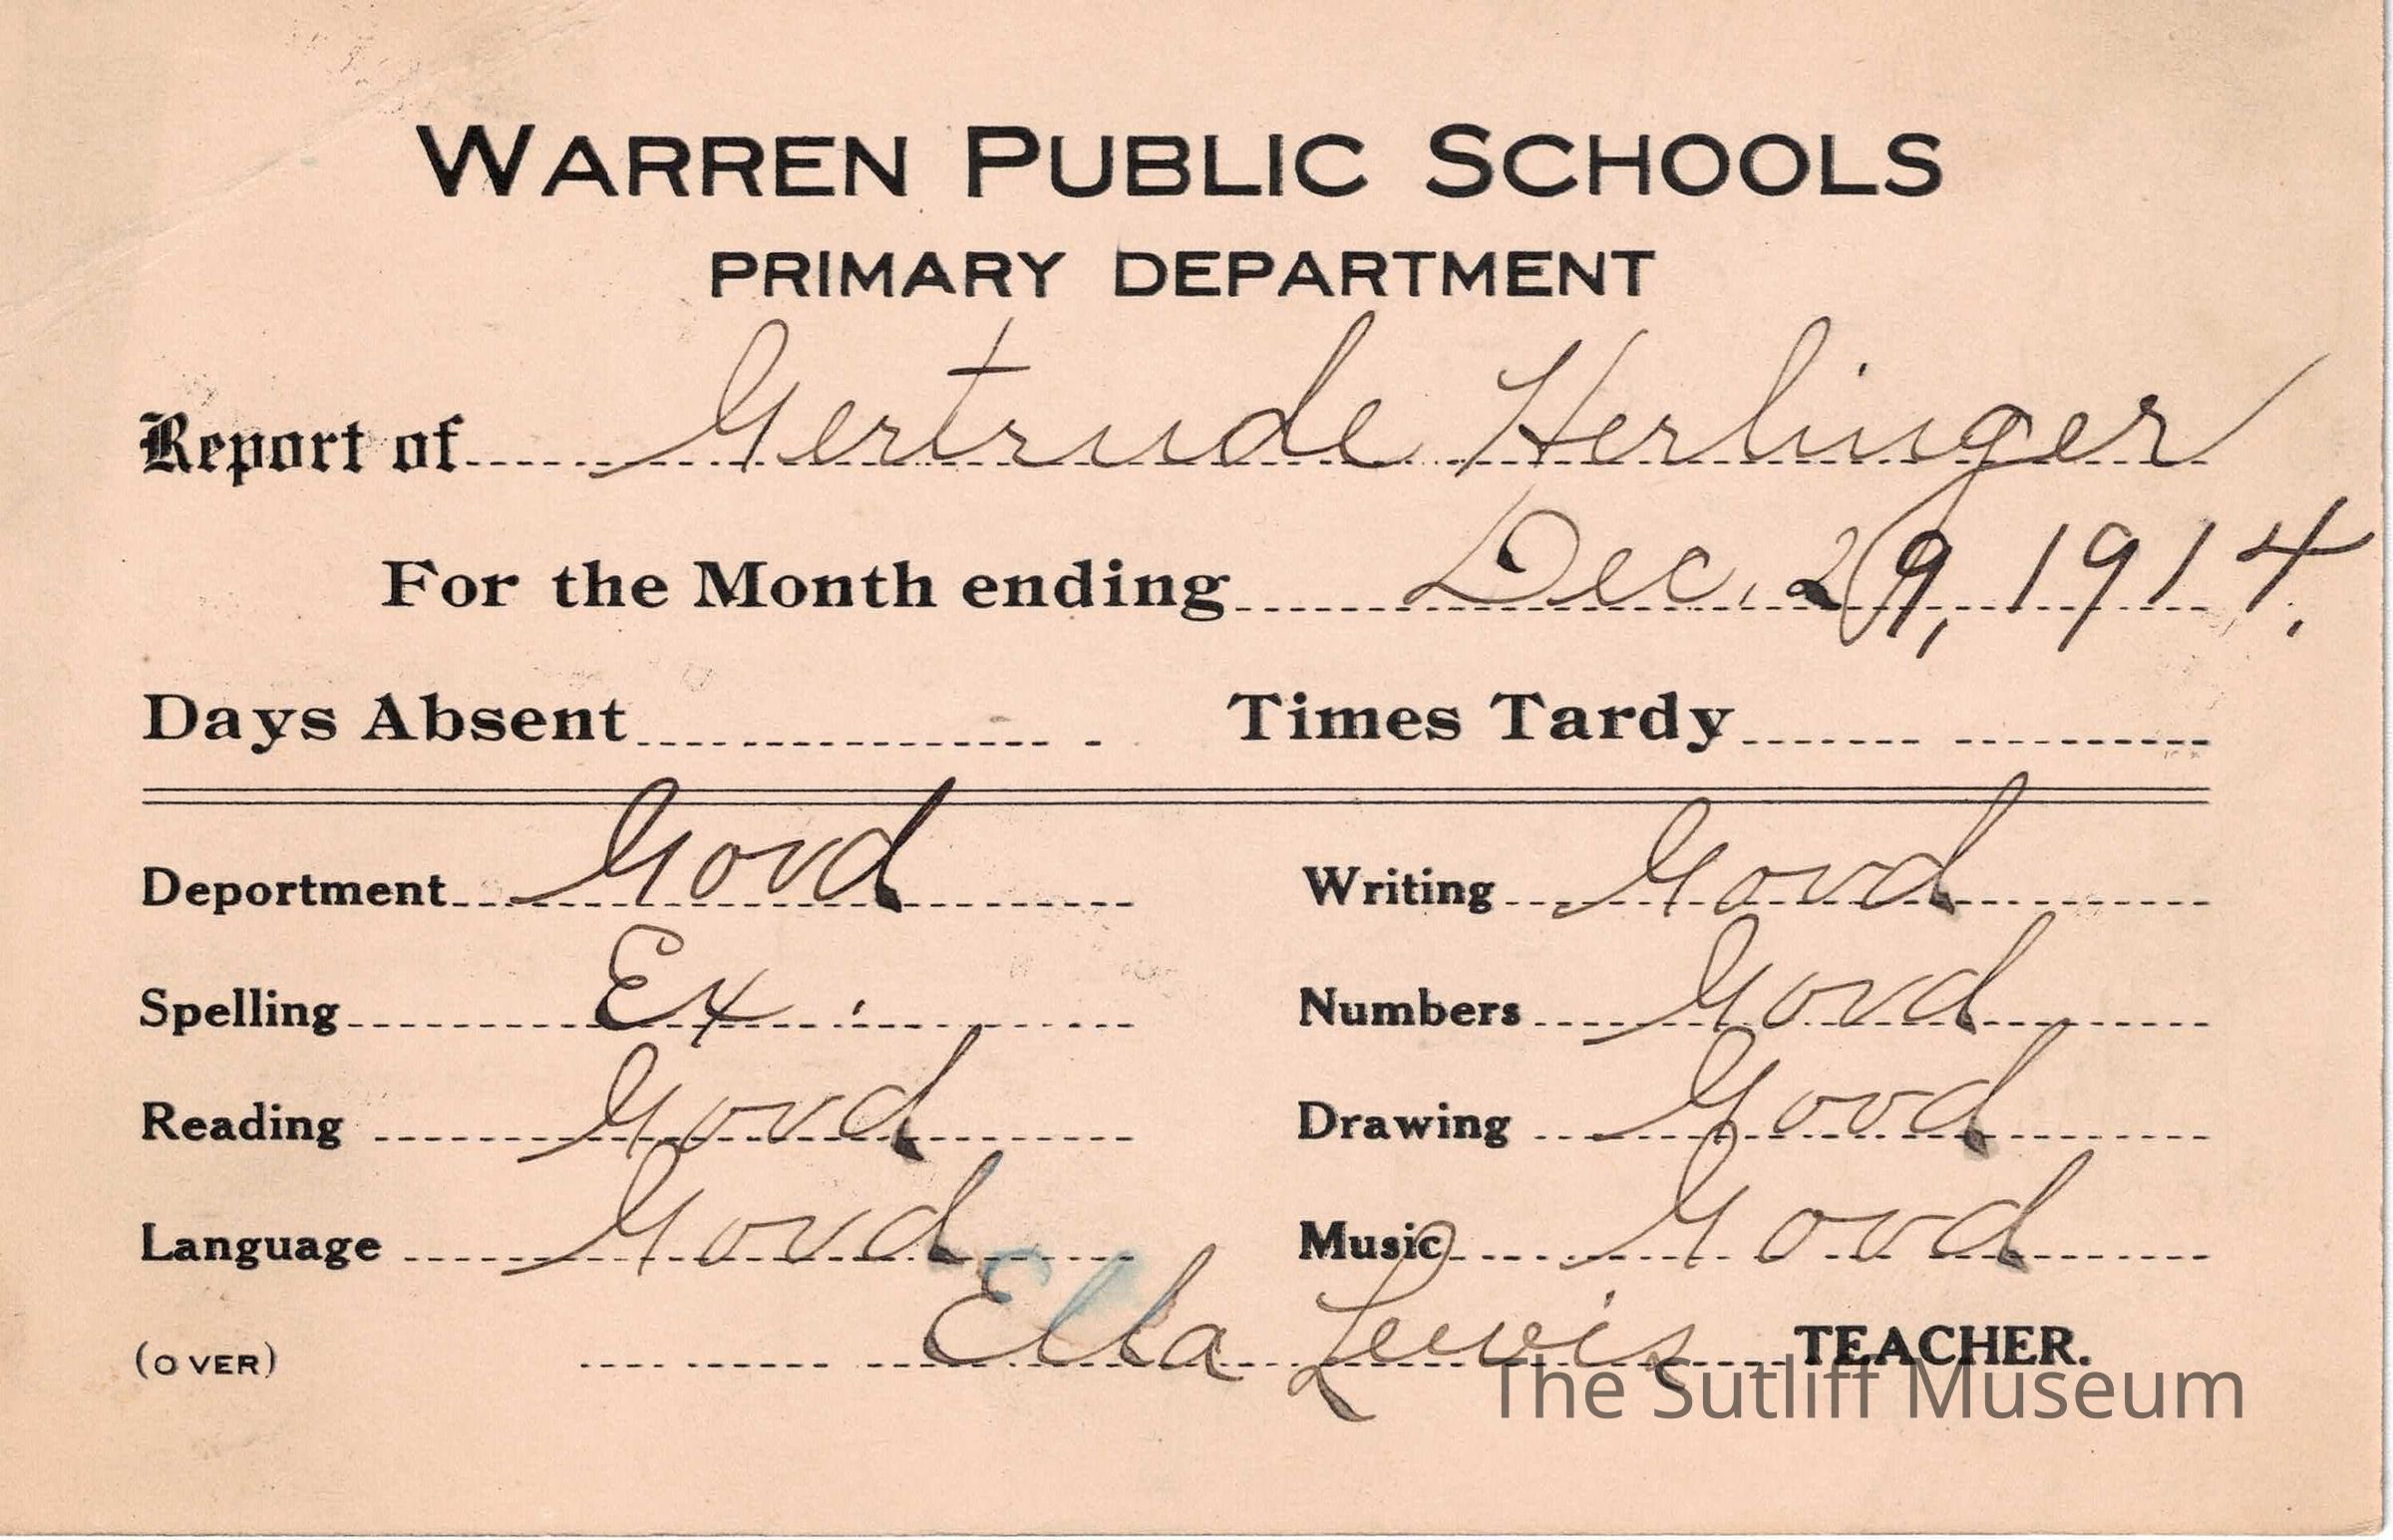 WARREN PUBLIC SCHOOLS
PRIMARY DEPARTMENT
Report of Gertrude Herlinger
For the Month ending Dec. 29, 1914.
Days Absent Times Tardy
Deportment Good Writing Good
Spelling Ex. Numbers Good
Reading Good Drawing Good
Language Good Music Good
(OVER) Ella Lewis TEACHER.
The Sutliff Museum